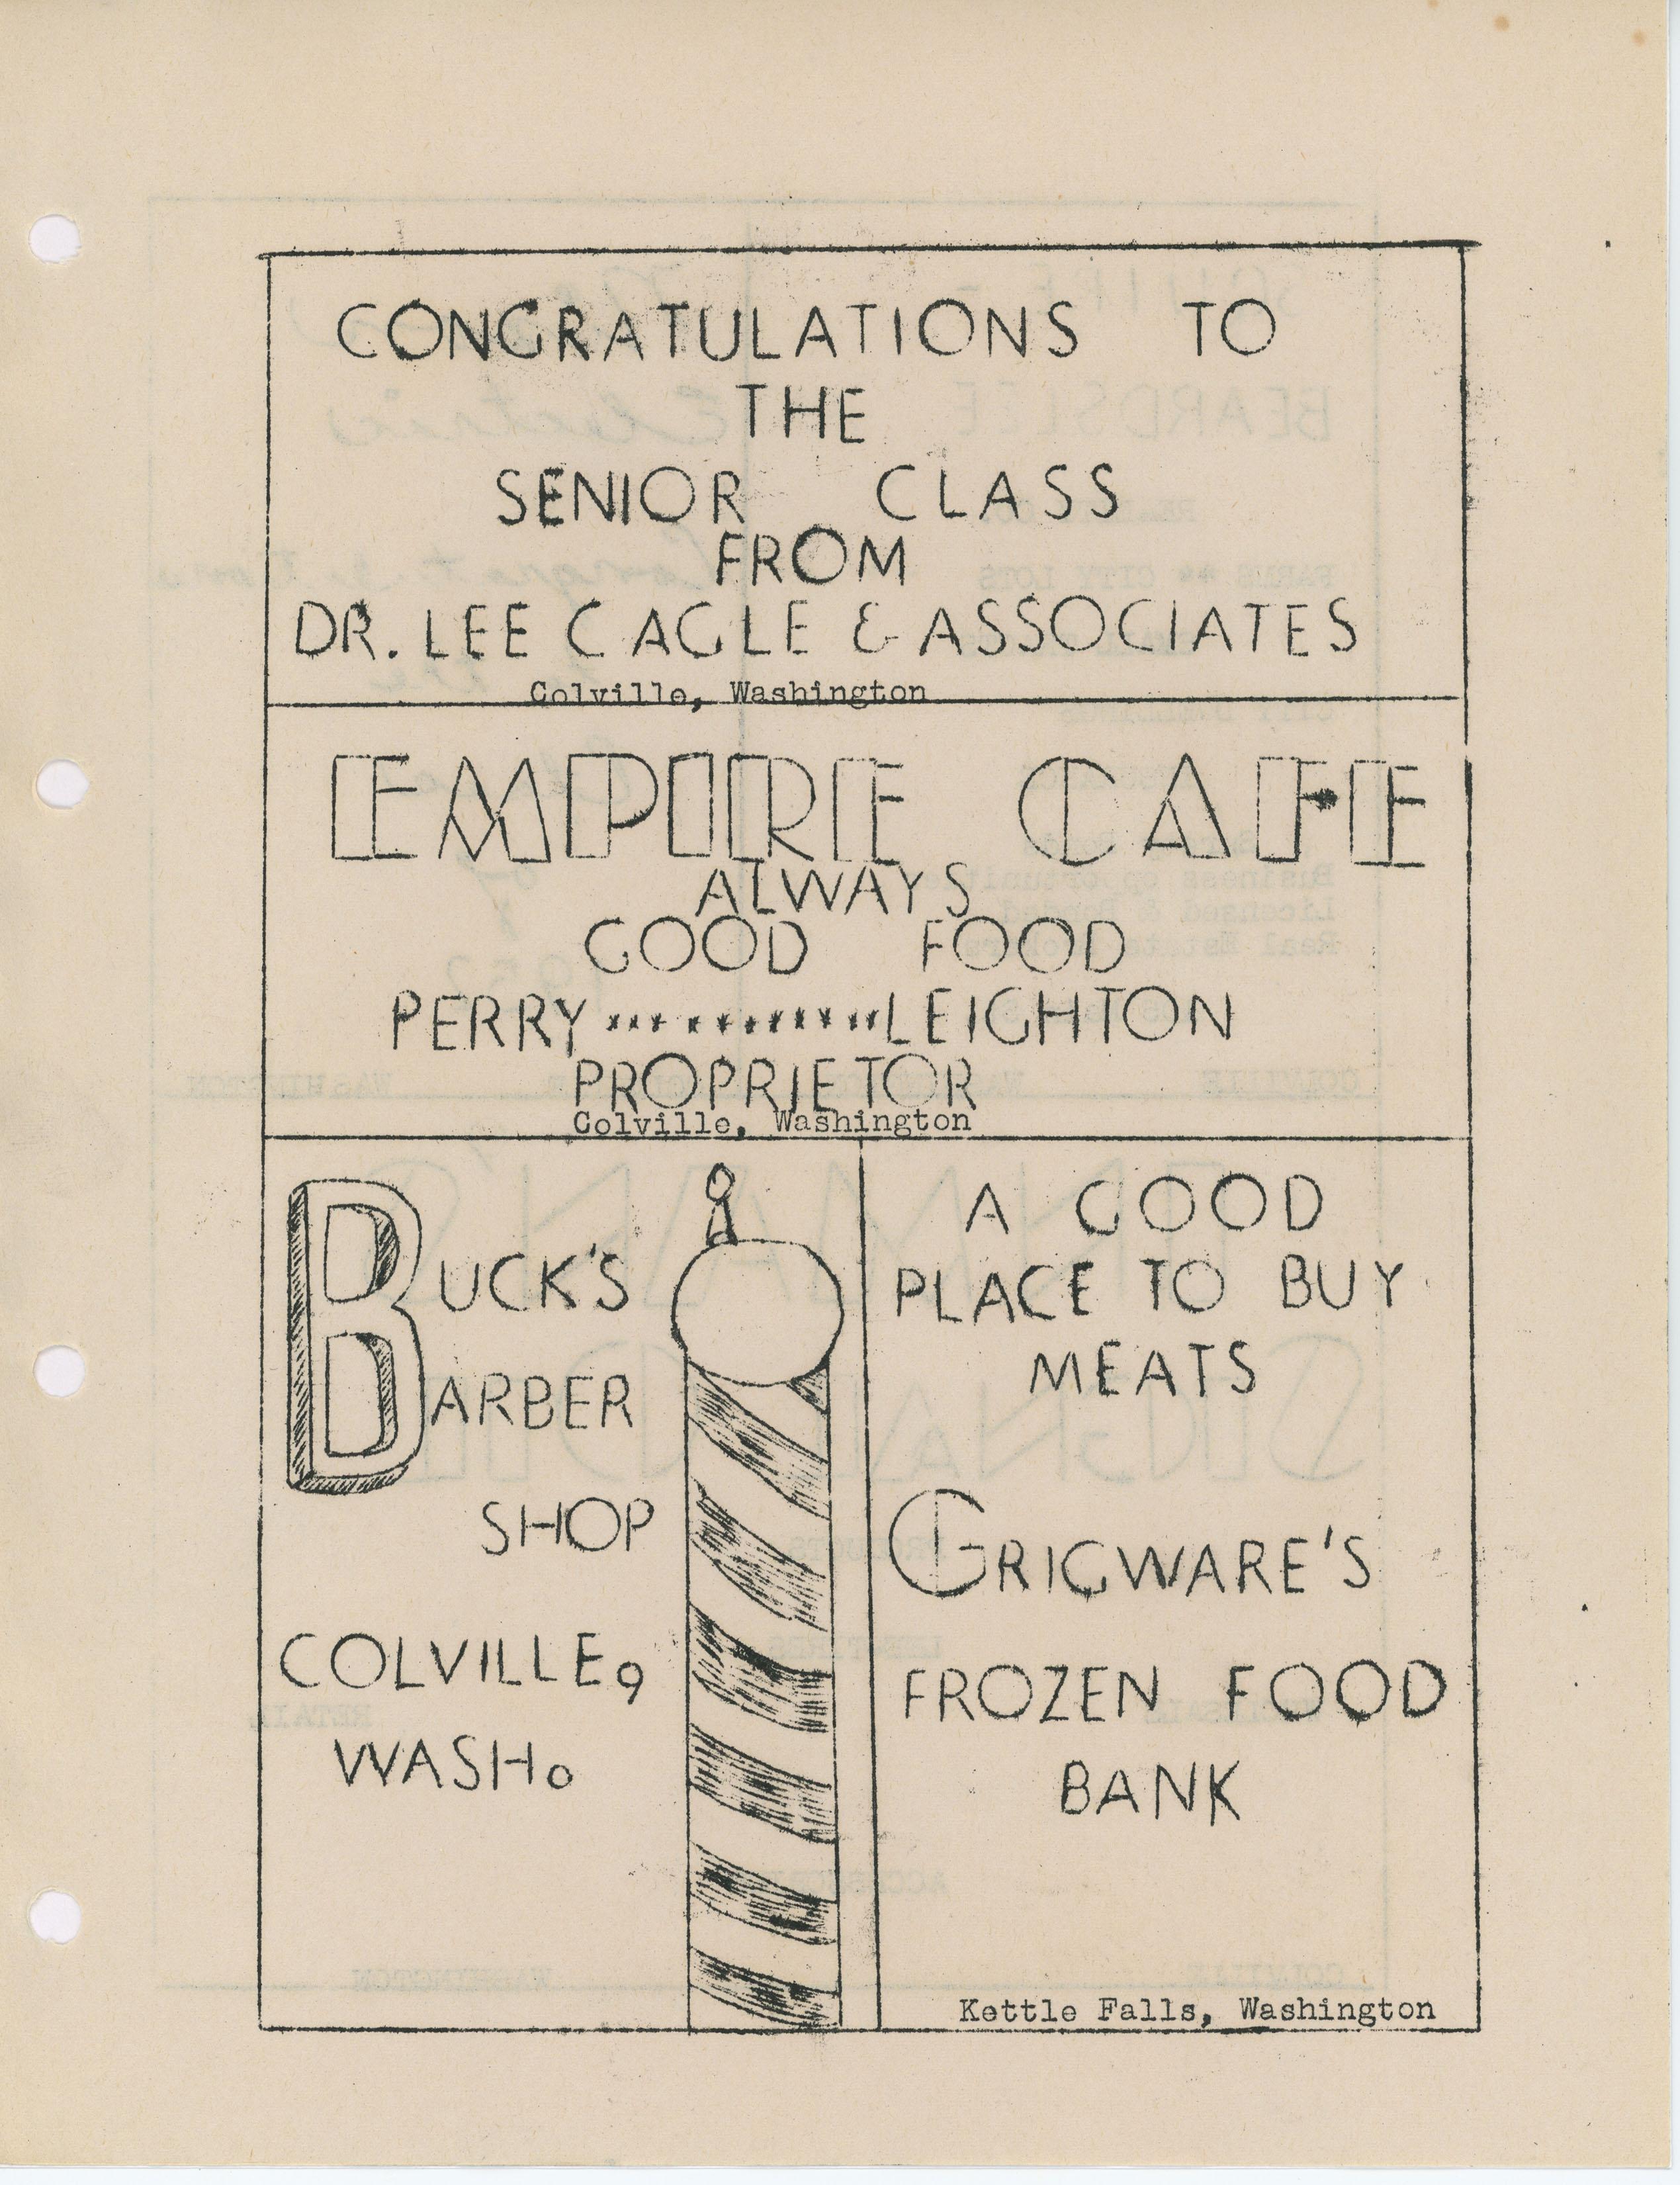 CONGRATULATIONS TO
THE
SENIOR CLASS
FROM
DR. LEE CAGLE & ASSOCIATES
Colville, Washington
EMPIRE CAFE
ALWAYS
GOOD FOOD
PERRY ************LEIGHTON
PROPRIETOR
Colville, Washington
BUCK'S
BARBER
SHOP
COLVILLE,
WASH.
A GOOD
PLACE TO BUY
MEATS
GRIGWARE'S
FROZEN FOOD
BANK
Kettle Falls, Washington